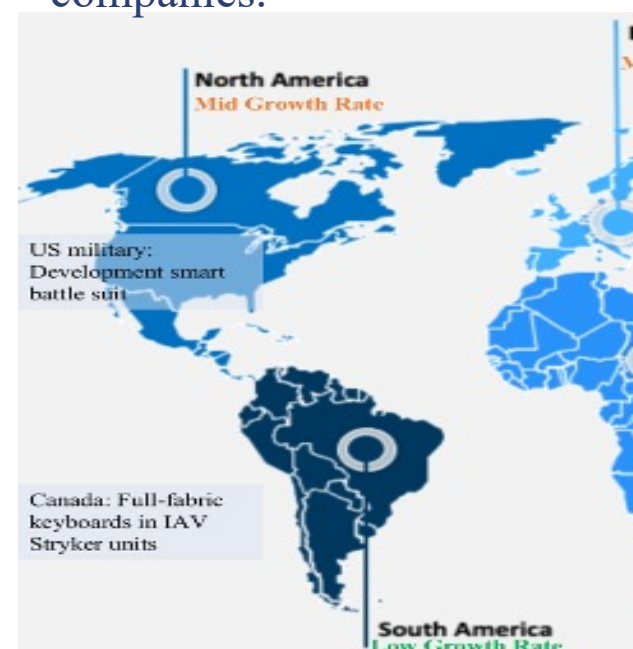 companies.
North America
Mid Growth Rate
US military:
Development smart
battle suit
Canada: Full-fabric
keyboards in IAV
Stryker units
South America
Low Growth Rate